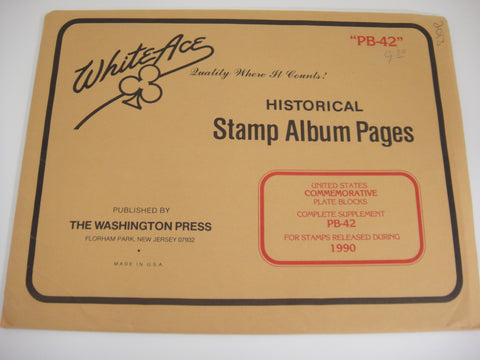 "PB-42"
White Ace
Quality Where It Counts!
HISTORICAL
Stamp Album Pages
UNITED STATES
COMMEMORATIVE
PLATE BLOCKS
COMPLETE SUPPLEMENT
PB-42
FOR STAMPS RELEASED DURING
1990
PUBLISHED BY
THE WASHINGTON PRESS
FLORHAM PARK, NEW JERSEY 07932
MADE IN U.S.A.